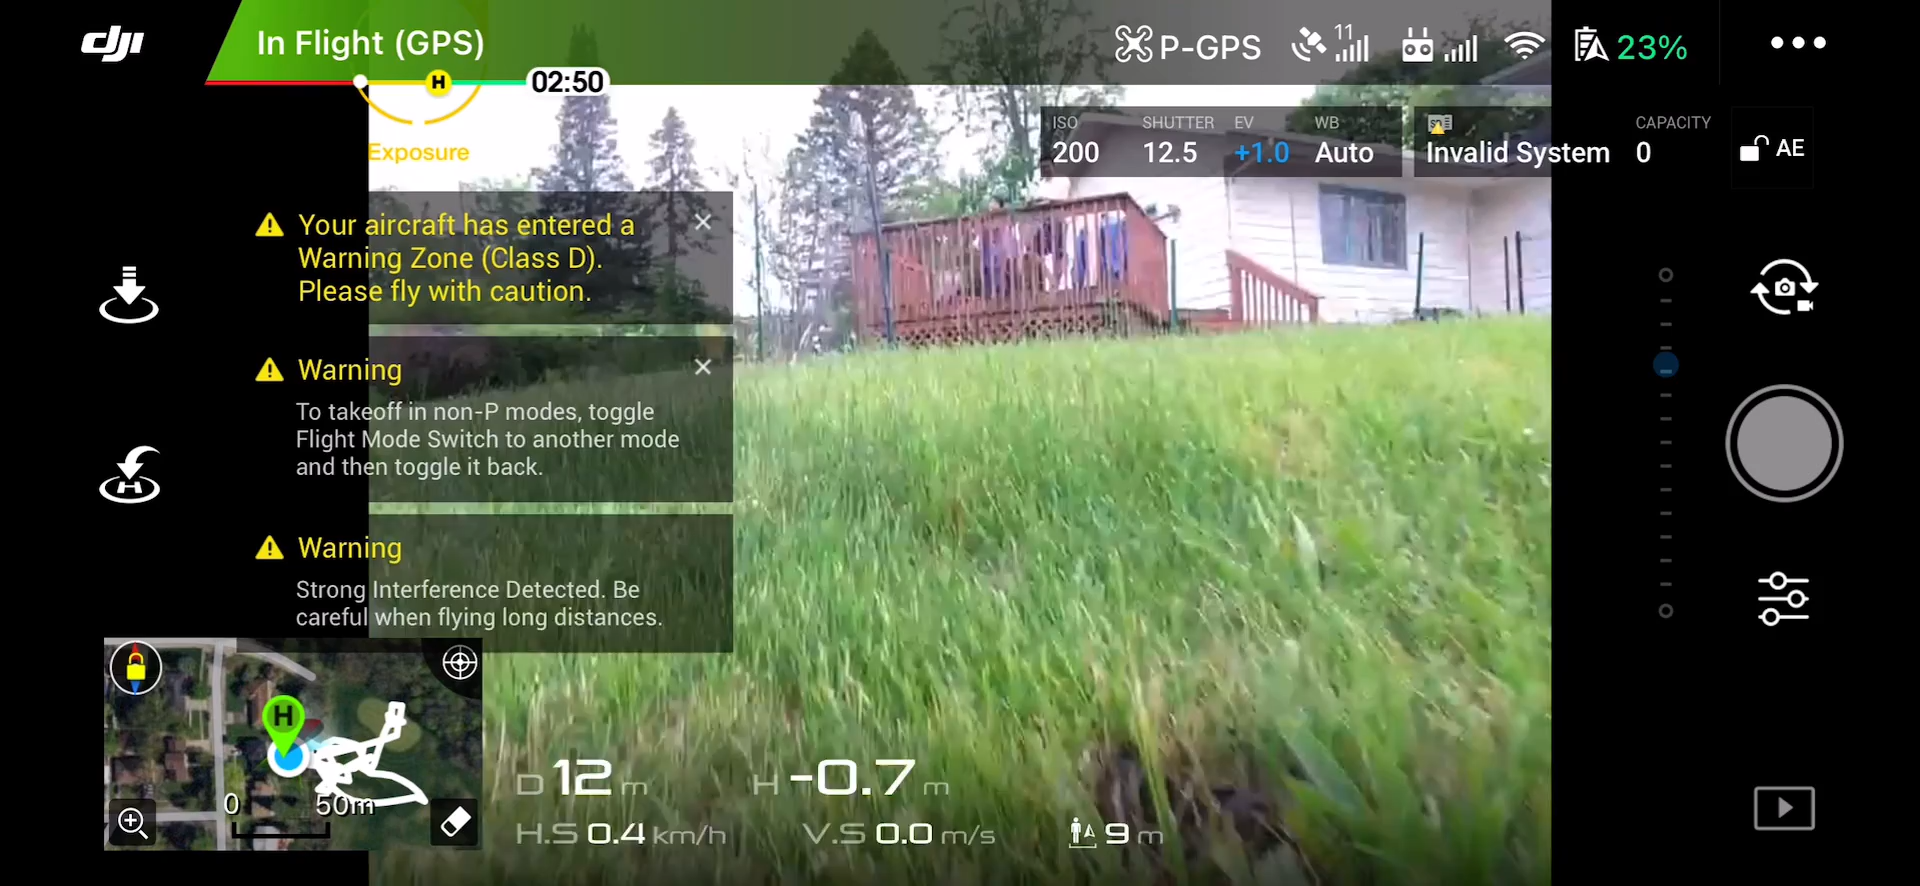 dji
In Flight (GPS)
P-GPS
11
23%
H
02:50
Exposure
ISO
200
SHUTTER
12.5
EV
+1.0
WB
Auto
Invalid System
CAPACITY
0
AE
Your aircraft has entered a
Warning Zone (Class D).
Please fly with caution.
Warning
To takeoff in non-P modes, toggle
Flight Mode Switch to another mode
and then toggle it back.
Warning
Strong Interference Detected. Be
careful when flying long distances.
H
H
0
50m
D 12 m
H -0.7 m
H.S 0.4 km/h
V.S 0.0 m/s
9 m